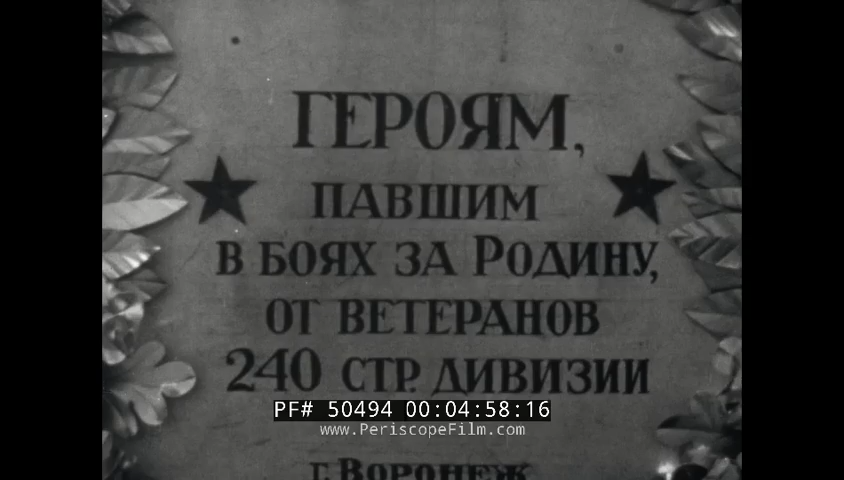 ГЕРОЯМ,
ПАВШИМ
В БОЯХ ЗА РОДИНУ,
ОТ ВЕТЕРАНОВ
240 СТР. ДИВИЗИИ
PF# 50494 00:04:58:16
www.PeriscopeFilm.com
Г. ВОРОНЕЖ